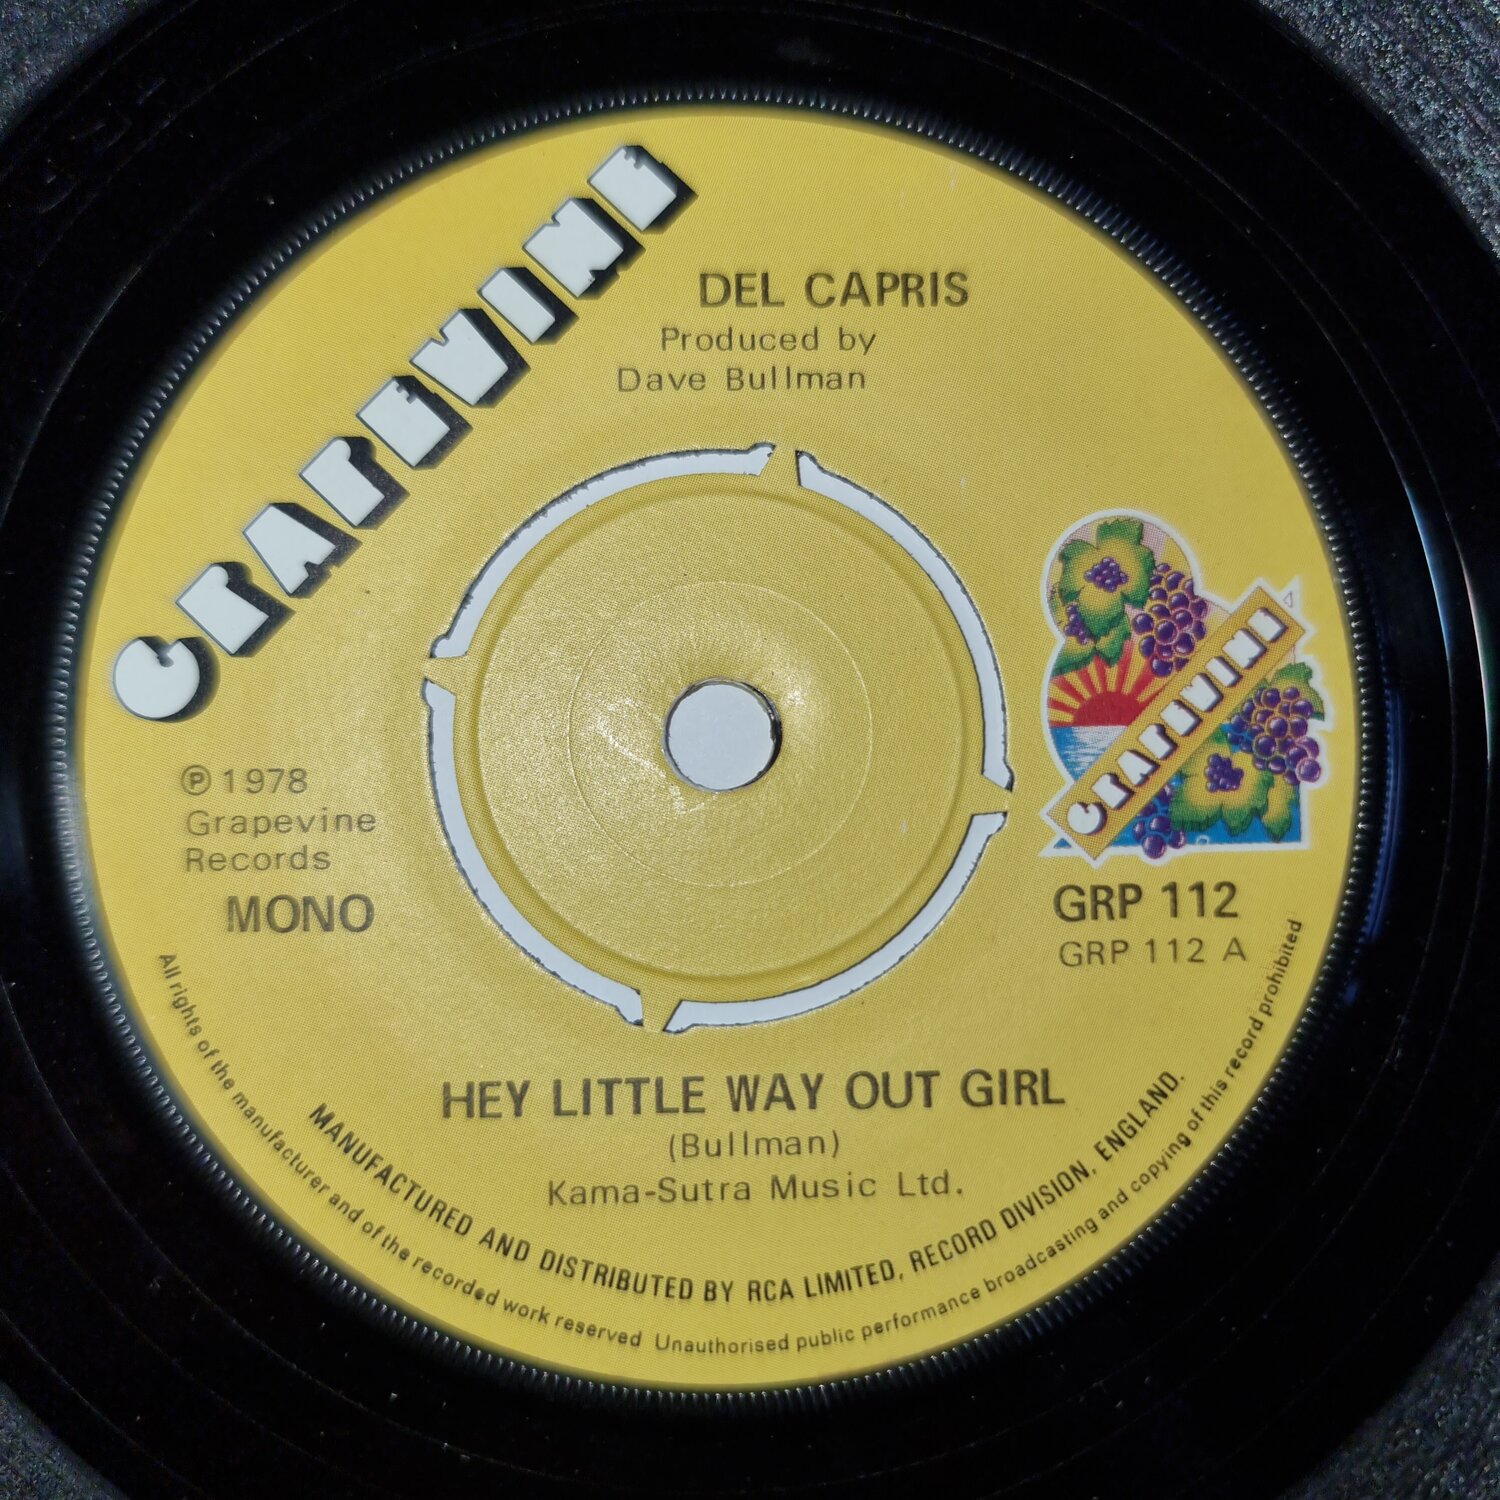 GRAPEVINE
DEL CAPRIS
Produced by
Dave Bullman
GRAPEVINE
℗ 1978
Grapevine
Records
MONO
GRP 112
GRP 112 A
HEY LITTLE WAY OUT GIRL
(Bullman)
Kama-Sutra Music Ltd.
MANUFACTURED AND DISTRIBUTED BY RCA LIMITED, RECORD DIVISION, ENGLAND.
All rights of the manufacturer and of the recorded work reserved Unauthorised public performance broadcasting and copying of this record prohibited